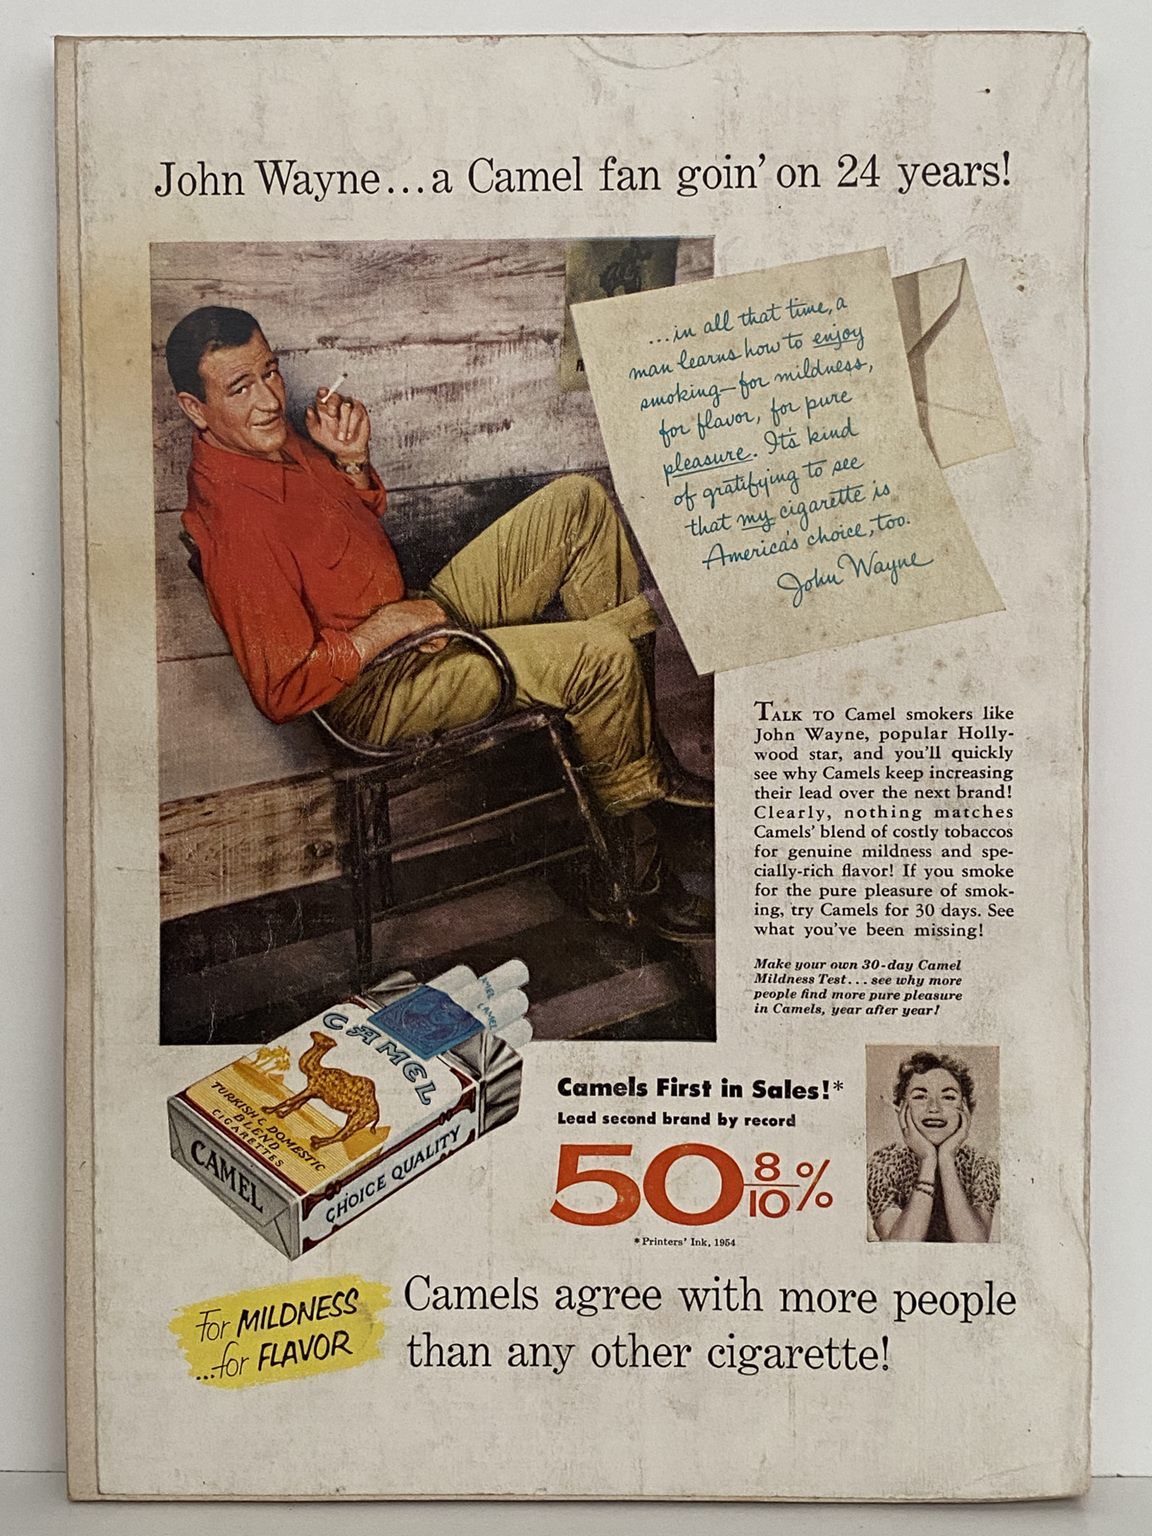 John Wayne...a Camel fan goin' on 24 years!
...in all that time, a
man learns how to enjoy
smoking—for mildness,
for flavor, for pure
pleasure. It's kind
of gratifying to see
that my cigarette is
America's choice, too.
John Wayne
TALK TO Camel smokers like
John Wayne, popular Holly-
wood star, and you'll quickly
see why Camels keep increasing
their lead over the next brand!
Clearly, nothing matches
Camels' blend of costly tobaccos
for genuine mildness and spe-
cially-rich flavor! If you smoke
for the pure pleasure of smok-
ing, try Camels for 30 days. See
what you've been missing!
Make your own 30-day Camel
Mildness Test...see why more
people find more pure pleasure
in Camels, year after year!
CAMEL
CAMEL
TURKISH & DOMESTIC
BLEND
CIGARETTES
CAMEL
CHOICE QUALITY
Camels First in Sales!*
Lead second brand by record
50 8/10 %
*Printers' Ink, 1954
For MILDNESS
...for FLAVOR
Camels agree with more people
than any other cigarette!